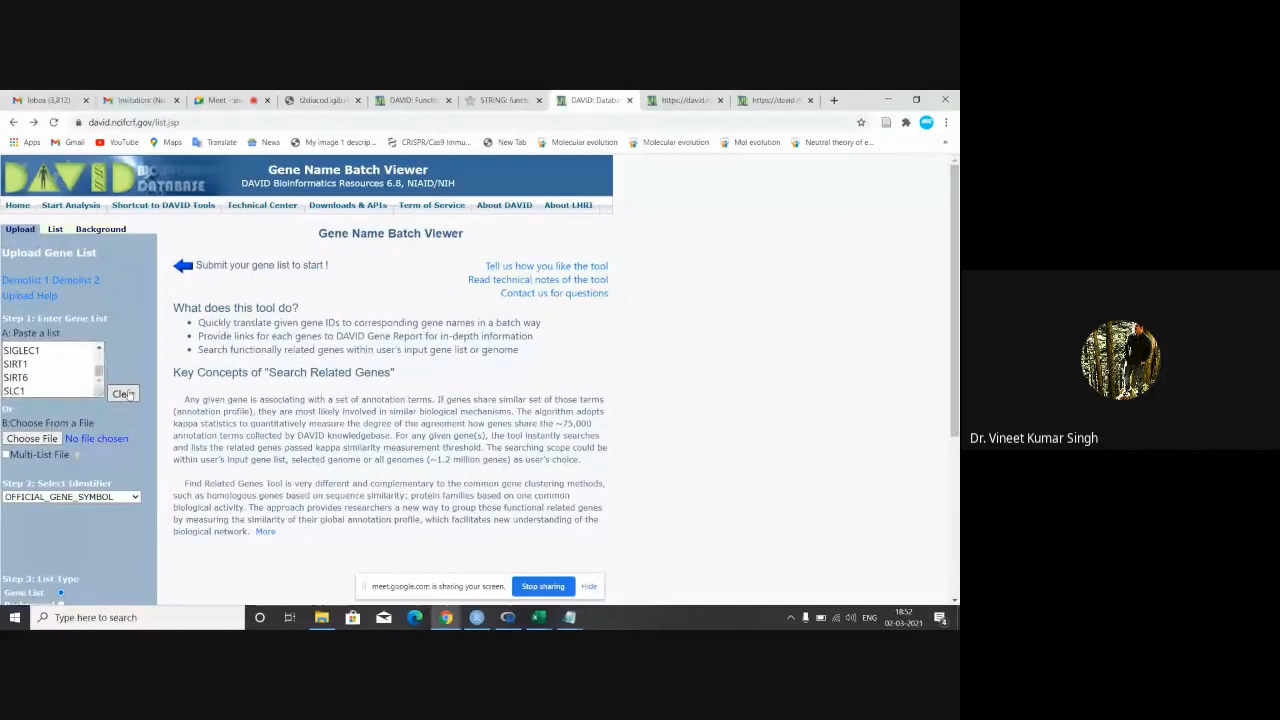 Inbox (3,812)
Invitation: (No
Meet - sna
t2diacod.igib.r
DAVID: Functi
STRING: functi
DAVID: Databa
https://david.n
https://david.n
david.ncifcrf.gov/list.jsp
Apps
Gmail
YouTube
Maps
Translate
News
My image 1 descrip...
CRISPR/Cas9 Immu...
New Tab
Molecular evolution
Molecular evolution
Mol evolution
Neutral theory of e...
DAVID
DATABASE
Gene Name Batch Viewer
DAVID Bioinformatics Resources 6.8, NIAID/NIH
Home
Start Analysis
Shortcut to DAVID Tools
Technical Center
Downloads & APIs
Term of Service
About DAVID
About LHRI
Upload
List
Background
Upload Gene List
Demolist 1 Demolist 2
Upload Help
Step 1: Enter Gene List
A: Paste a list
SIGLEC1
SIRT1
SIRT6
SLC1
Clear
Or
B:Choose From a File
Choose File
No file chosen
Multi-List File
Step 2: Select Identifier
OFFICIAL_GENE_SYMBOL
Step 3: List Type
Gene List
Gene Name Batch Viewer
Submit your gene list to start !
Tell us how you like the tool
Read technical notes of the tool
Contact us for questions
What does this tool do?
Quickly translate given gene IDs to corresponding gene names in a batch way
Provide links for each genes to DAVID Gene Report for in-depth information
Search functionally related genes within user's input gene list or genome
Key Concepts of "Search Related Genes"
Any given gene is associating with a set of annotation terms. If genes share similar set of those terms
(annotation profile), they are most likely involved in similar biological mechanisms. The algorithm adopts
kappa statistics to quantitatively measure the degree of the agreement how genes share the ~75,000
annotation terms collected by DAVID knowledgebase. For any given gene(s), the tool instantly searches
and lists the related genes passed kappa similarity measurement threshold. The searching scope could be
within user's input gene list, selected genome or all genomes (~1.2 million genes) as user's choice.
Find Related Genes Tool is very different and complementary to the common gene clustering methods,
such as homologous genes based on sequence similarity; protein families based on one common
biological activity. The approach provides researchers a new way to group those functional related genes
by measuring the similarity of their global annotation profile, which facilitates new understanding of the
biological network. More
meet.google.com is sharing your screen.
Stop sharing
Hide
Type here to search
ENG
18:52
02-03-2021
Dr. Vineet Kumar Singh